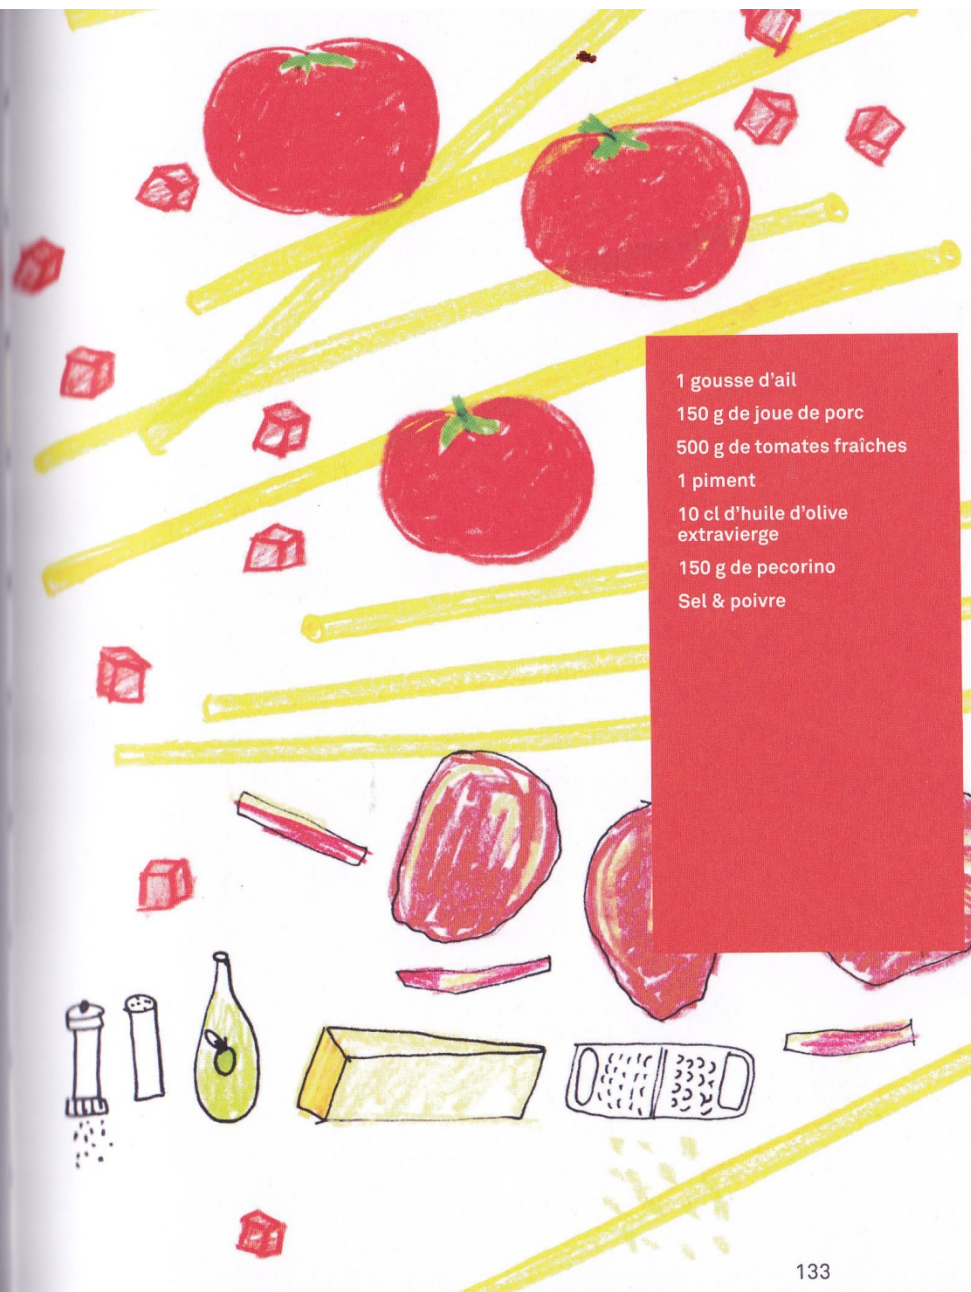 1 gousse d'ail
150 g de joue de porc
500 g de tomates fraîches
1 piment
10 cl d'huile d'olive
extravierge
150 g de pecorino
Sel & poivre
133